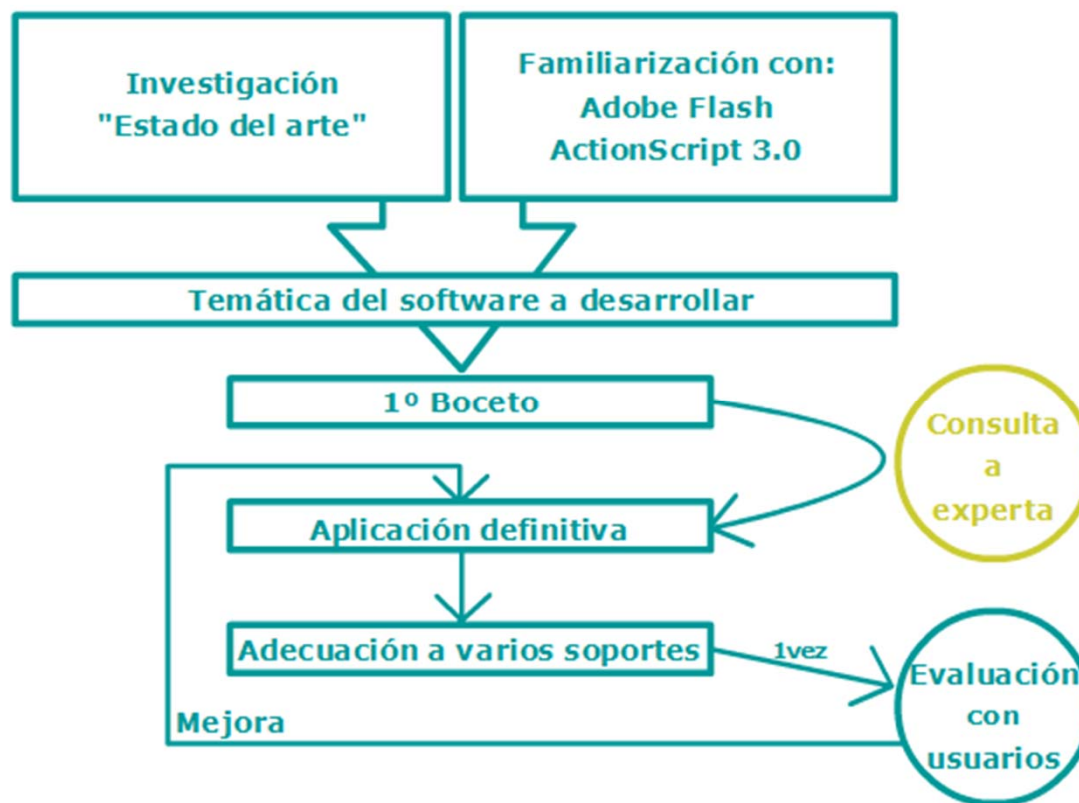 Investigación
"Estado del arte"
Familiarización con:
Adobe Flash
ActionScript 3.0
Temática del software a desarrollar
1º Boceto
Consulta
a
experta
Aplicación definitiva
Adecuación a varios soportes
1vez
Evaluación
con
usuarios
Mejora